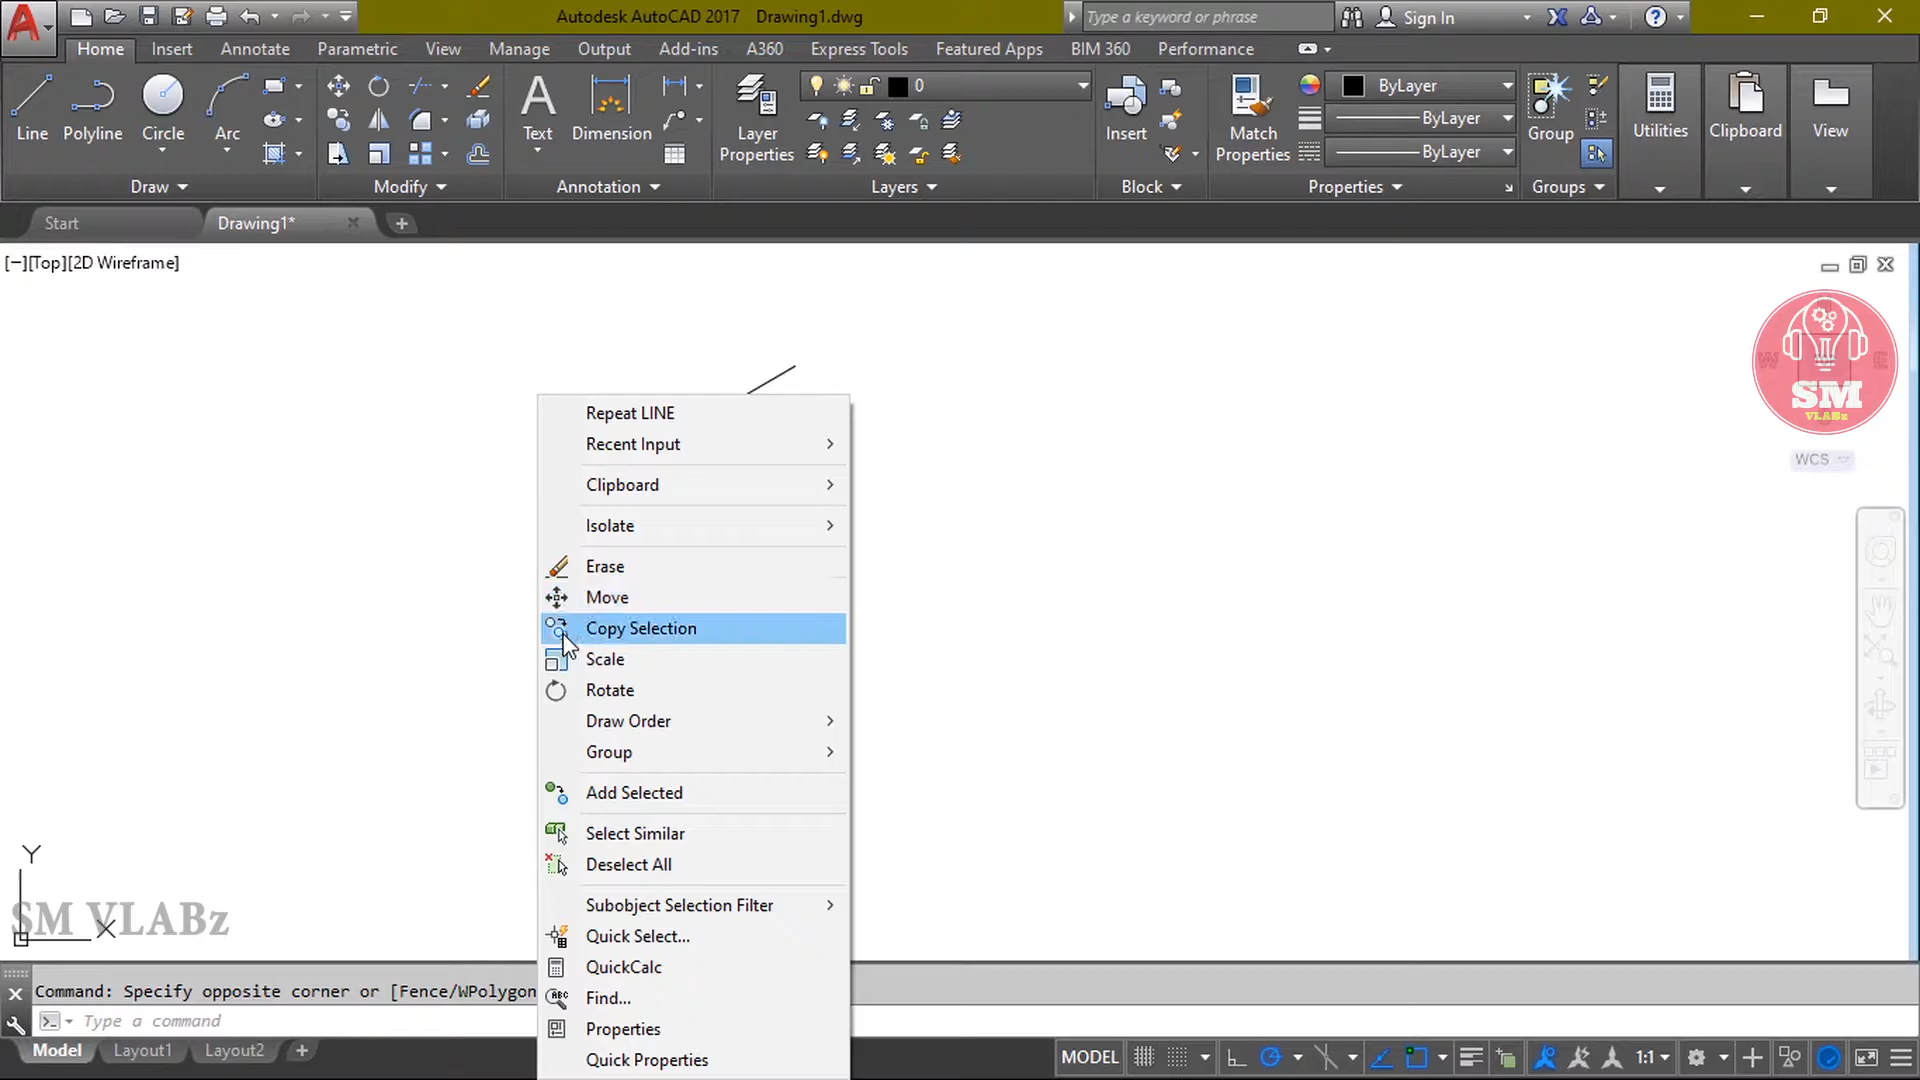 Autodesk AutoCAD 2017 Drawing1.dwg
Type a keyword or phrase
Sign In
Home Insert Annotate Parametric View Manage Output Add-ins A360 Express Tools Featured Apps BIM 360 Performance
Line Polyline Circle Arc
Text Dimension
Layer Properties
0
Insert
Match Properties
ByLayer
ByLayer
ByLayer
Group
Utilities
Clipboard
View
Draw Modify Annotation Layers Block Properties Groups
Start Drawing1*
[−][Top][2D Wireframe]
W E
SM
VLABz
WCS
Repeat LINE
Recent Input
Clipboard
Isolate
Erase
Move
Copy Selection
Scale
Rotate
Draw Order
Group
Add Selected
Select Similar
Deselect All
Subobject Selection Filter
Quick Select...
QuickCalc
Find...
Properties
Quick Properties
Y
X
SM VLABz
Command: Specify opposite corner or [Fence/WPolygon
Type a command
Model Layout1 Layout2
MODEL 1:1